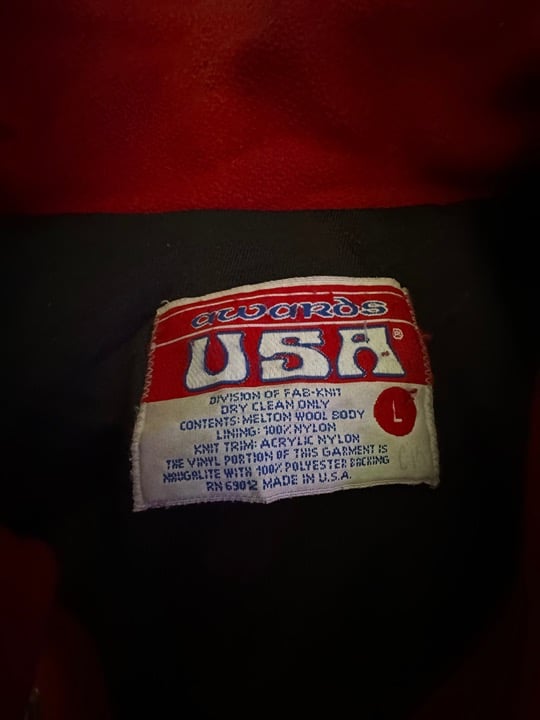 awards
USA®
DIVISION OF FAB-KNIT
DRY CLEAN ONLY
CONTENTS: MELTON WOOL BODY
LINING: 100% NYLON
KNIT TRIM: ACRYLIC NYLON
THE VINYL PORTION OF THIS GARMENT IS
NAUGALITE WITH 100% POLYESTER BACKING
RN 69012 MADE IN U.S.A.
L